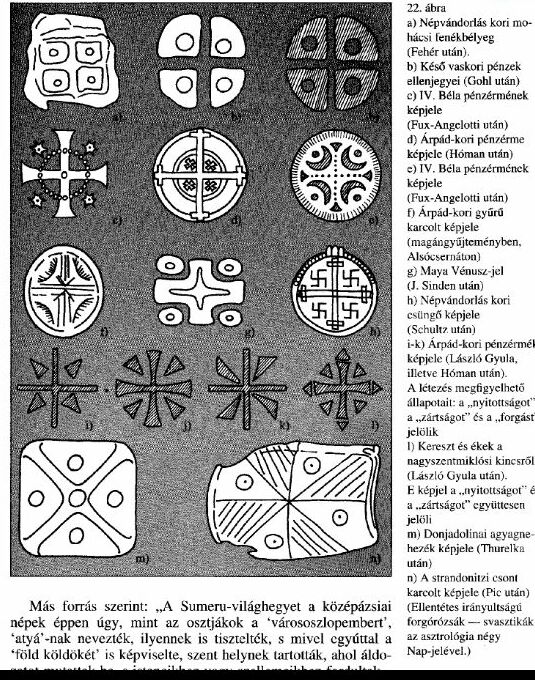 22. ábra
a) Népvándorlás kori mo-
hácsi fenékbélyeg
(Fehér után).
b) Késő vaskori pénzek
ellenjegyei (Gohl után)
c) IV. Béla pénzérmének
képjele
(Fux-Angelotti után)
d) Árpád-kori pénzérme
képjele (Hóman után)
e) IV. Béla pénzérmének
képjele
(Fux-Angelotti után)
f) Árpád-kori gyűrű
karcolt képjele
(magángyűjteményben,
Alsócsernáton)
g) Maya Vénusz-jel
(J. Sinden után)
h) Népvándorlás kori
csüngő képjele
(Schultz után)
i-k) Árpád-kori pénzérmék
képjele (László Gyula,
illetve Hóman után).
A létezés megfigyelhető
állapotait: a „nyitottságot”
a „zártságot” és a „forgást
jelölik
l) Kereszt és ékek a
nagyszentmiklósi kincsről
(László Gyula után).
E képjel a „nyitottságot” é
a „zártságot” együttesen
jelöli
m) Donjadolinai agyagne-
hezék képjele (Thurelka
után)
n) A strandonitzi csont
karcolt képjele (Pic után)
(Ellentétes irányultságú
forgórózsák — svasztikák
az asztrológia négy
Nap-jelével.)
a)
b)
c)
d)
e)
f)
g)
h)
i)
j)
k)
l)
m)
n)
Más forrás szerint: „A Sumeru-világhegyet a középázsiai
népek éppen úgy, mint az osztjákok a ‘várososzlopembert’,
‘atyá’-nak nevezték, ilyennek is tisztelték, s mivel egyúttal a
‘föld köldökét’ is képviselte, szent helynek tartották, ahol áldo-